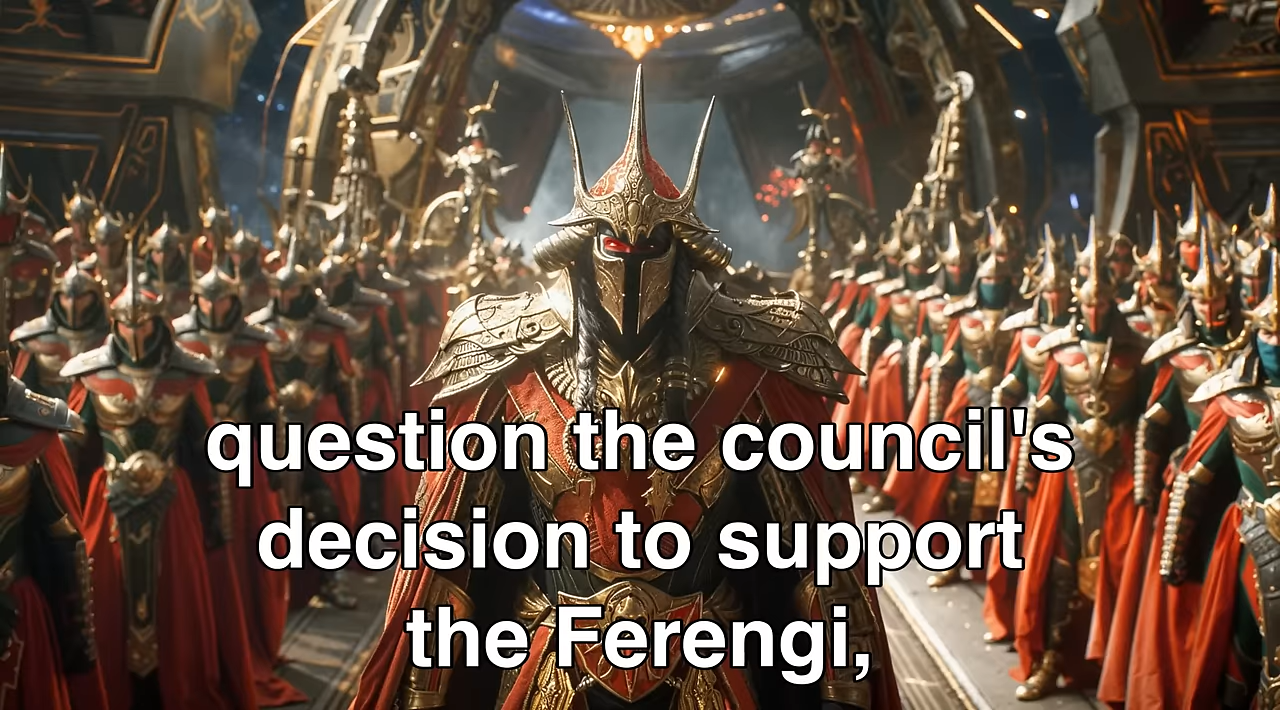 question the council's
decision to support
the Ferengi,